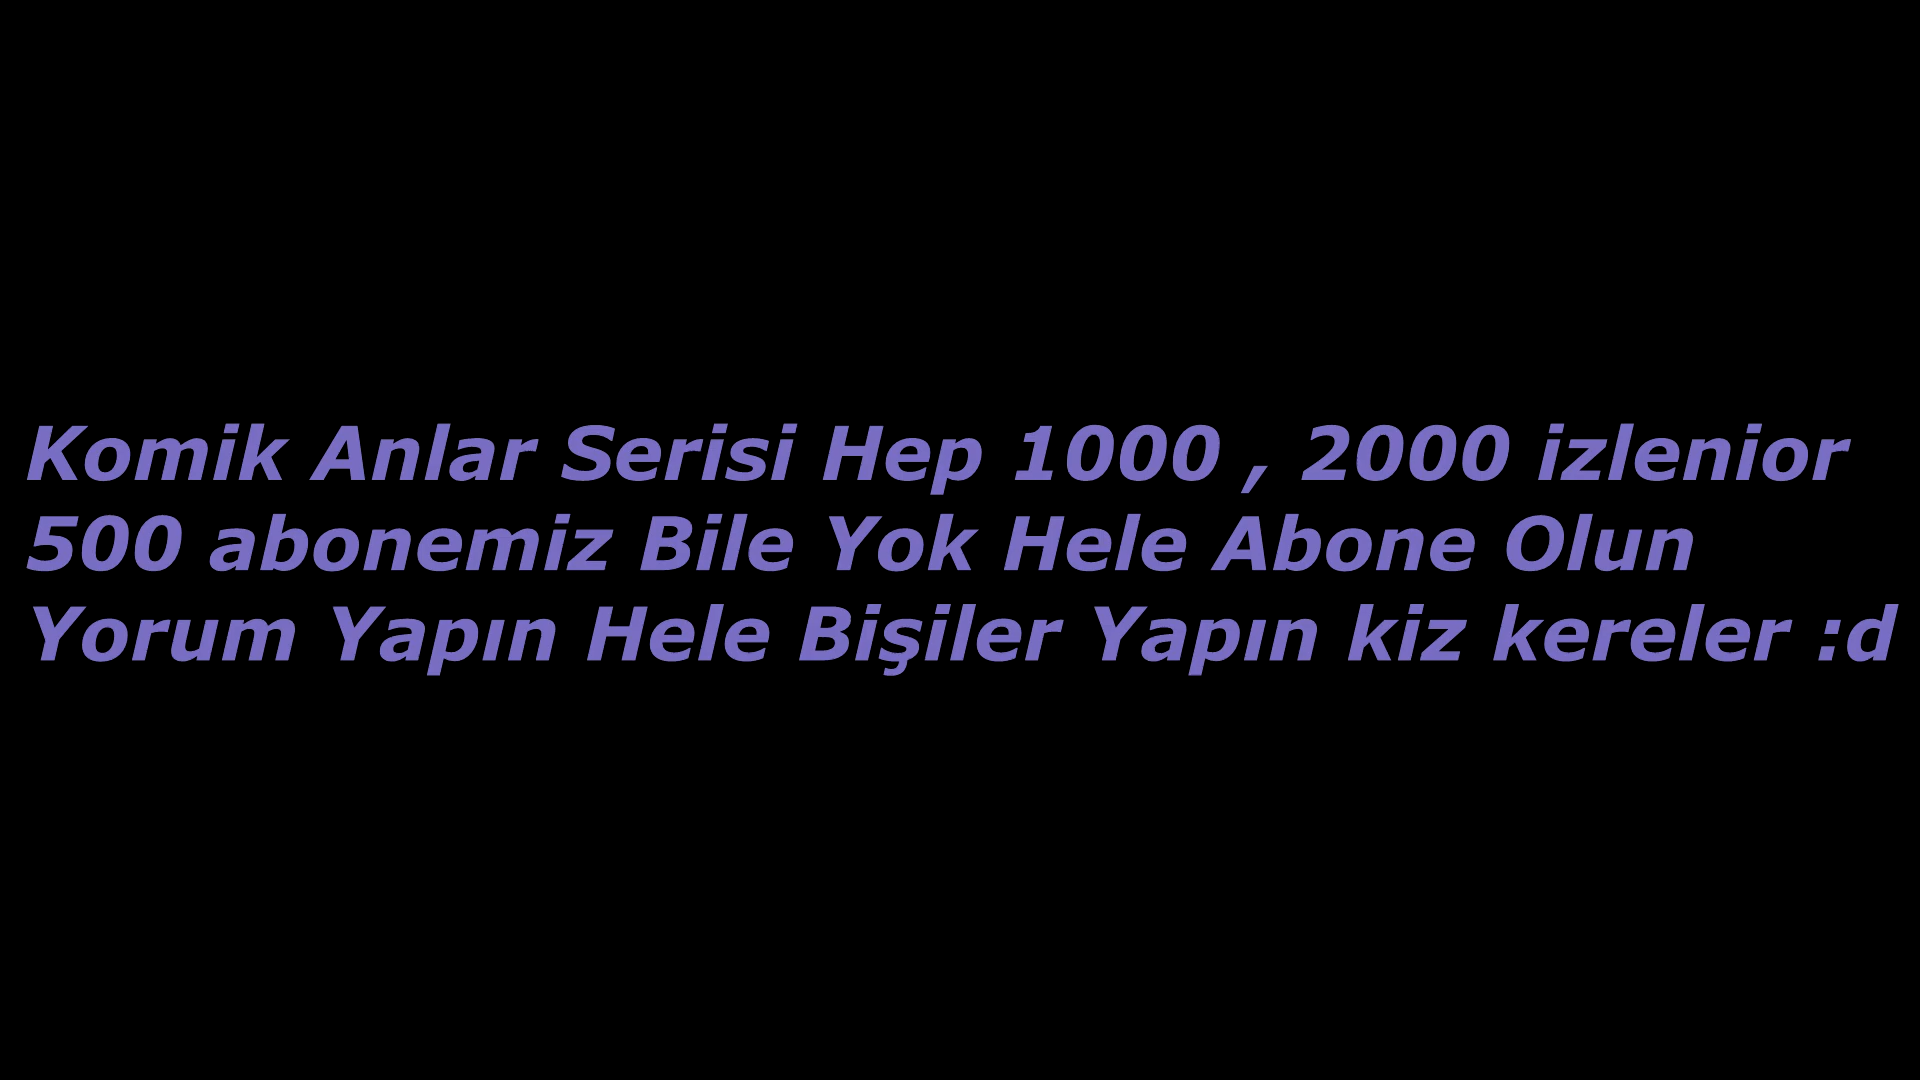 Komik Anlar Serisi Hep 1000 , 2000 izlenior
500 abonemiz Bile Yok Hele Abone Olun
Yorum Yapın Hele Bişiler Yapın kiz kereler :d